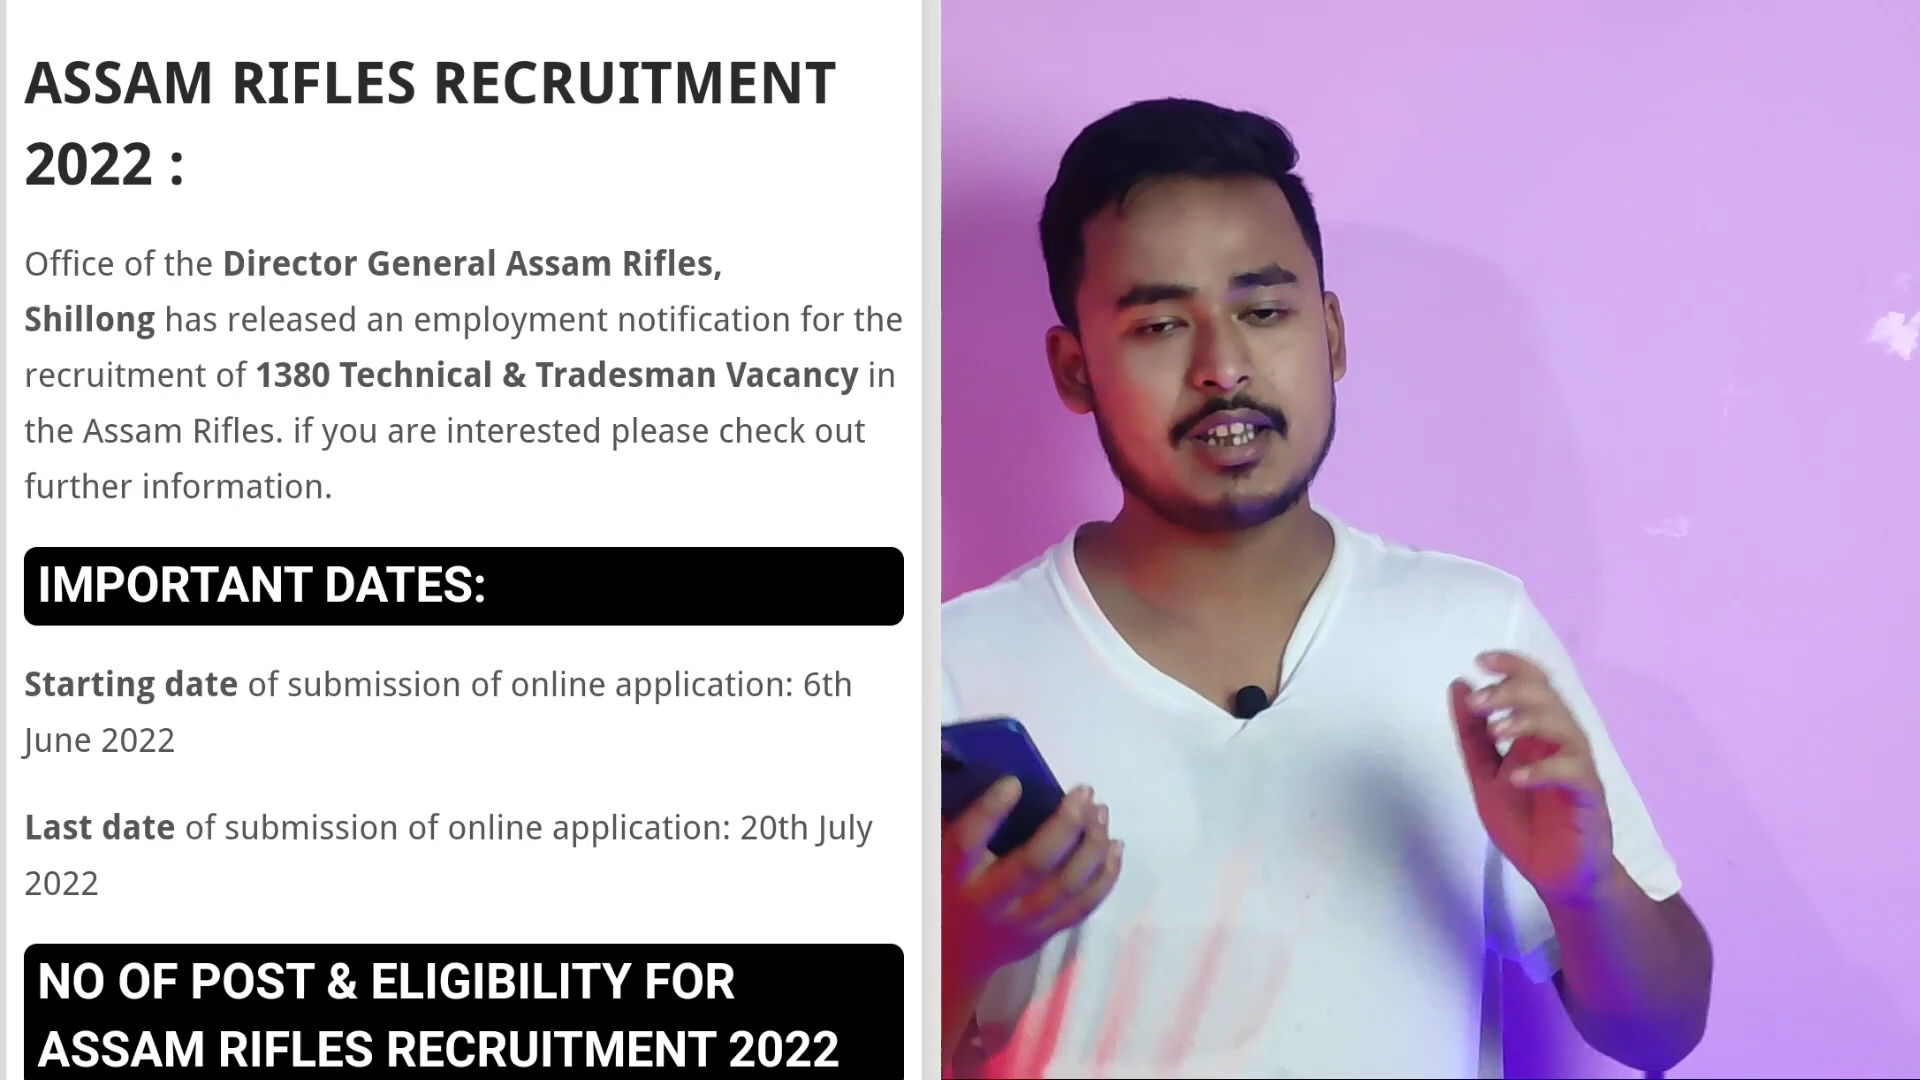 ASSAM RIFLES RECRUITMENT
2022 :
Office of the Director General Assam Rifles,
Shillong has released an employment notification for the
recruitment of 1380 Technical & Tradesman Vacancy in
the Assam Rifles. if you are interested please check out
further information.
IMPORTANT DATES:
Starting date of submission of online application: 6th
June 2022
Last date of submission of online application: 20th July
2022
NO OF POST & ELIGIBILITY FOR
ASSAM RIFLES RECRUITMENT 2022